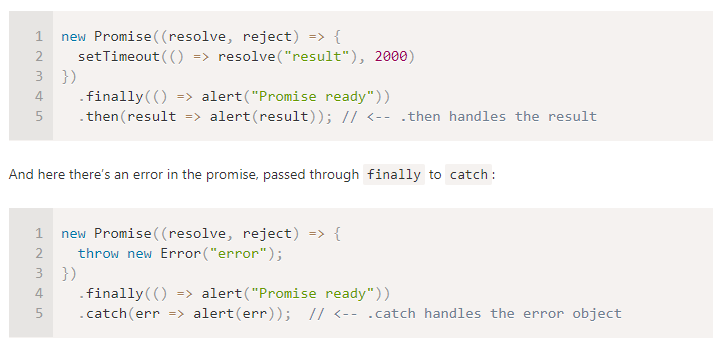 1 new Promise((resolve, reject) => {
2   setTimeout(() => resolve("result"), 2000)
3 })
4   .finally(() => alert("Promise ready"))
5   .then(result => alert(result)); // <-- .then handles the result
And here there's an error in the promise, passed through finally to catch:
1 new Promise((resolve, reject) => {
2   throw new Error("error");
3 })
4   .finally(() => alert("Promise ready"))
5   .catch(err => alert(err));  // <-- .catch handles the error object